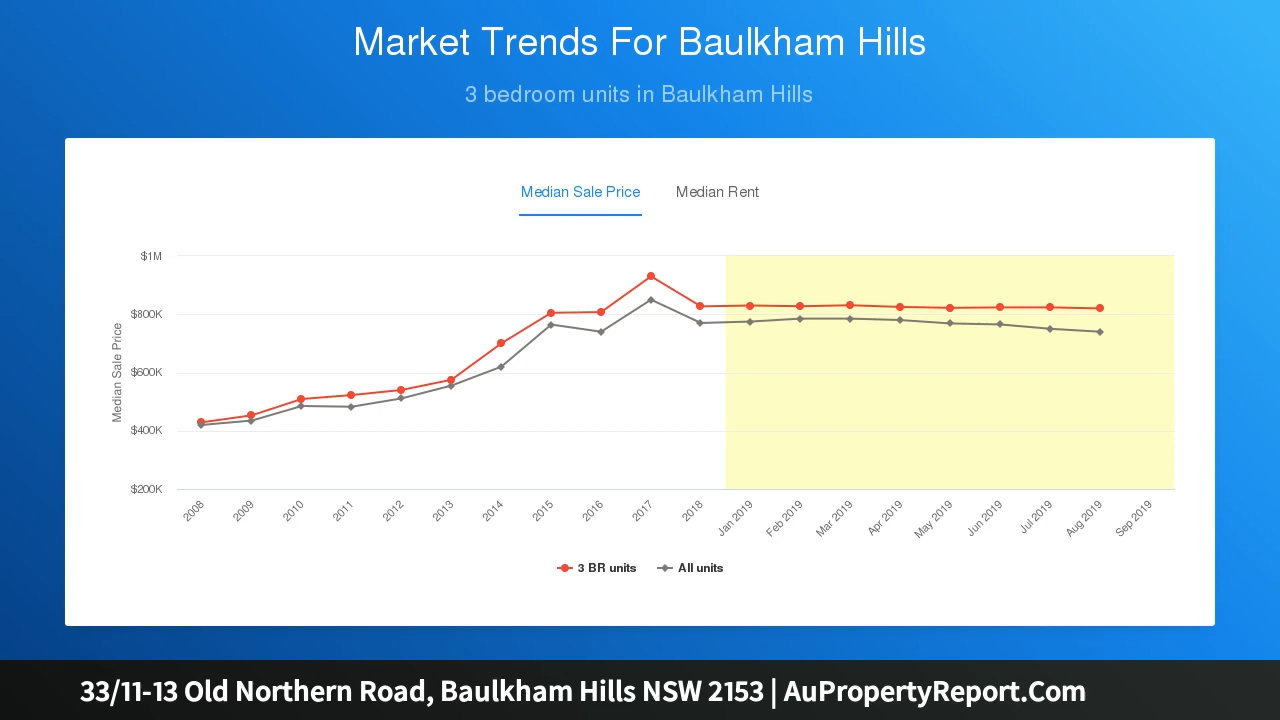 Market Trends For Baulkham Hills
3 bedroom units in Baulkham Hills
Median Sale Price
Median Rent
Median Sale Price
$1M
$800K
$600K
$400K
$200K
2008
2009
2010
2011
2012
2013
2014
2015
2016
2017
2018
Jan 2019
Feb 2019
Mar 2019
Apr 2019
May 2019
Jun 2019
Jul 2019
Aug 2019
Sep 2019
3 BR units
All units
33/11-13 Old Northern Road, Baulkham Hills NSW 2153 | AuPropertyReport.Com